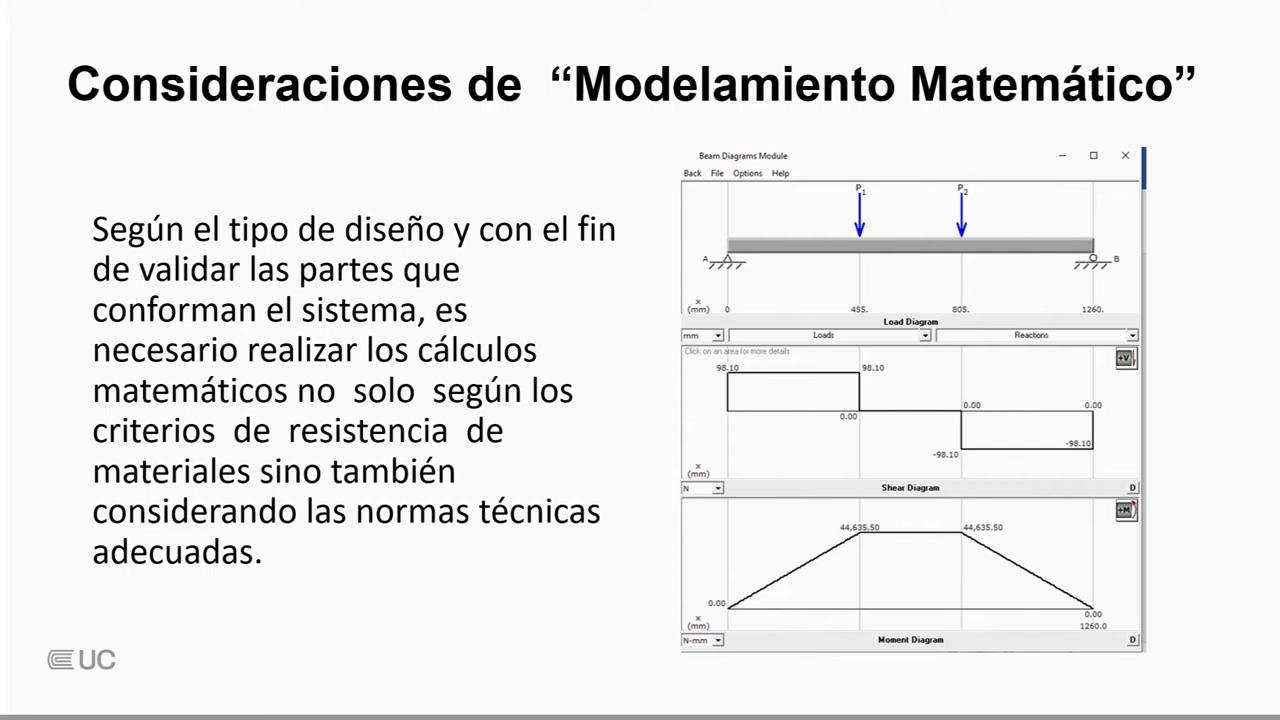 Consideraciones de “Modelamiento Matemático”
Según el tipo de diseño y con el fin
de validar las partes que
conforman el sistema, es
necesario realizar los cálculos
matemáticos no solo según los
criterios de resistencia de
materiales sino también
considerando las normas técnicas
adecuadas.
UC
Beam Diagrams Module
Back File Options Help
P1 P2
A B
x
(mm) 0 455. 805. 1260.
Load Diagram
mm Loads Reactions
Click on an area for more details
+V
98.10 98.10
0.00 0.00 0.00
-98.10 -98.10
x
(mm)
N Shear Diagram D
+M
44,635.50 44,635.50
0.00 0.00
x
(mm) 1260.0
N-mm Moment Diagram D